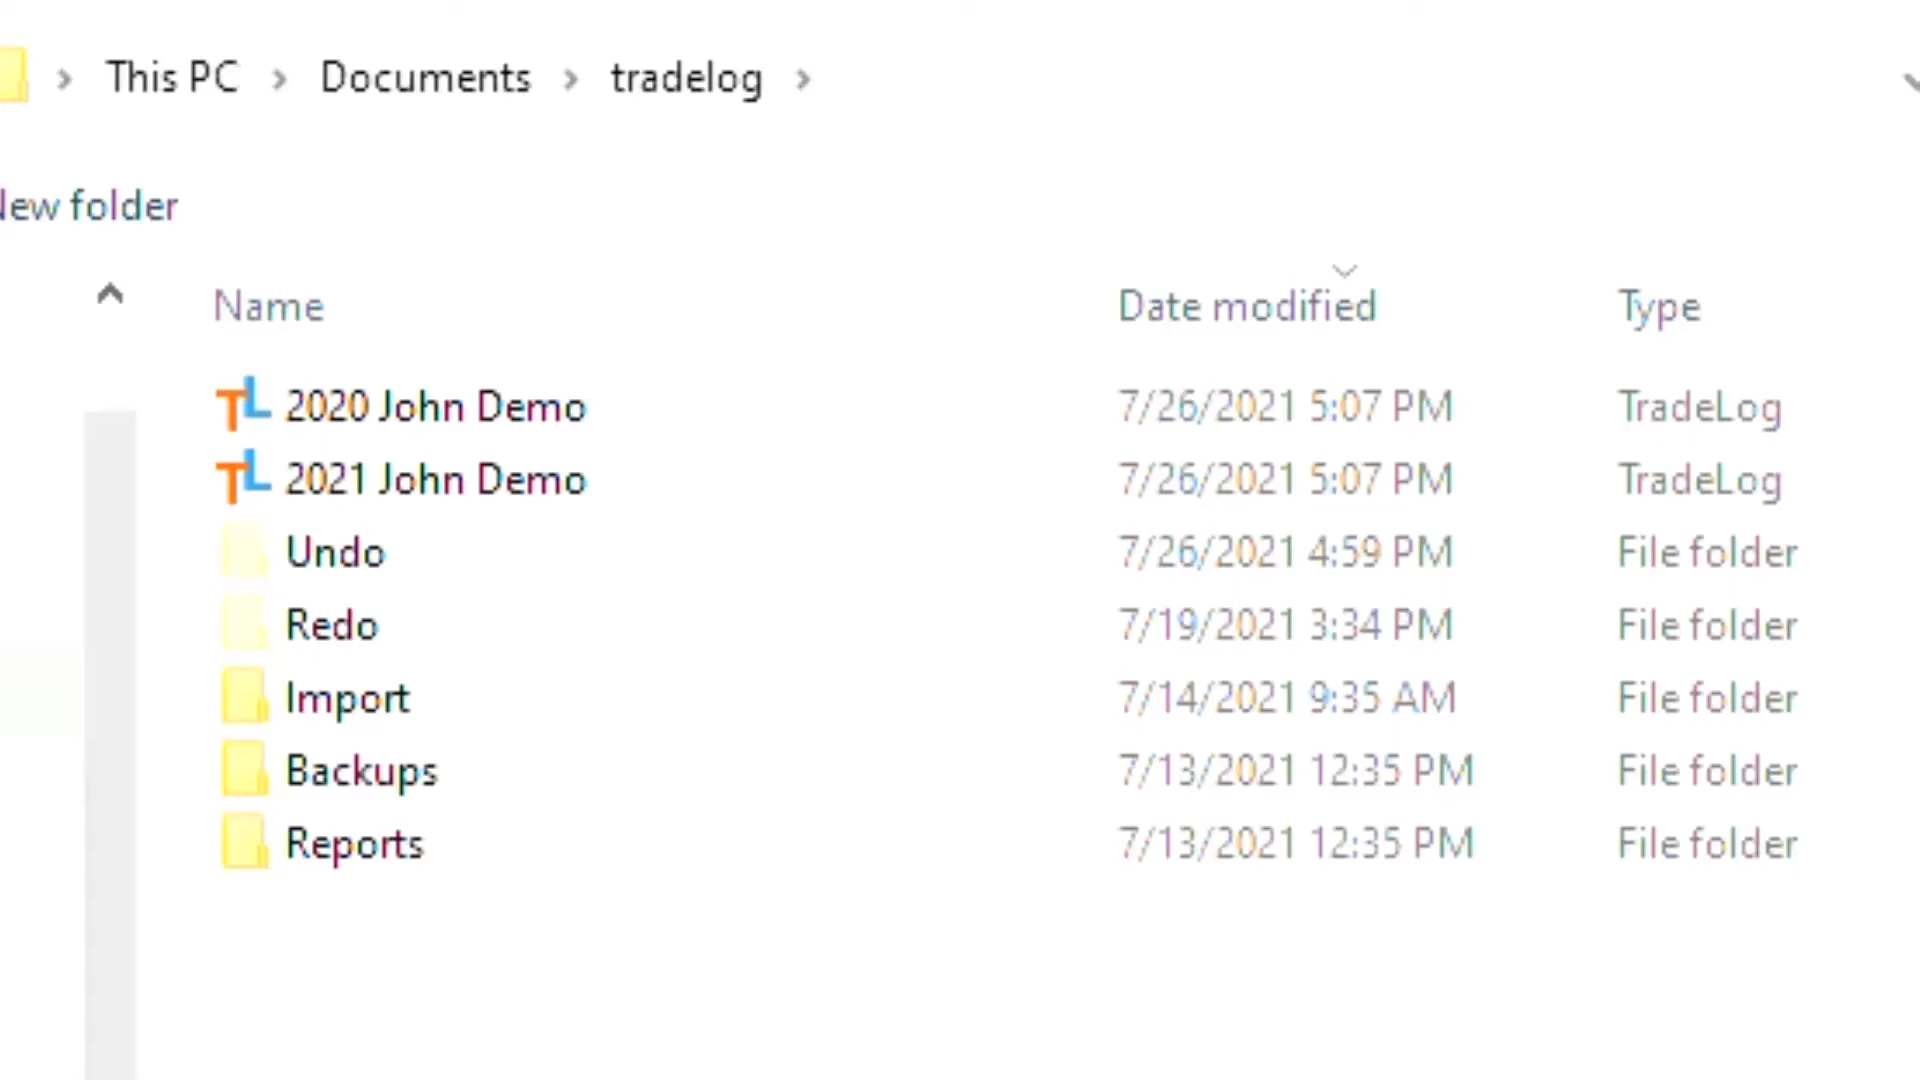 This PC > Documents > tradelog >
New folder
Name Date modified Type
2020 John Demo 7/26/2021 5:07 PM TradeLog
2021 John Demo 7/26/2021 5:07 PM TradeLog
Undo 7/26/2021 4:59 PM File folder
Redo 7/19/2021 3:34 PM File folder
Import 7/14/2021 9:35 AM File folder
Backups 7/13/2021 12:35 PM File folder
Reports 7/13/2021 12:35 PM File folder